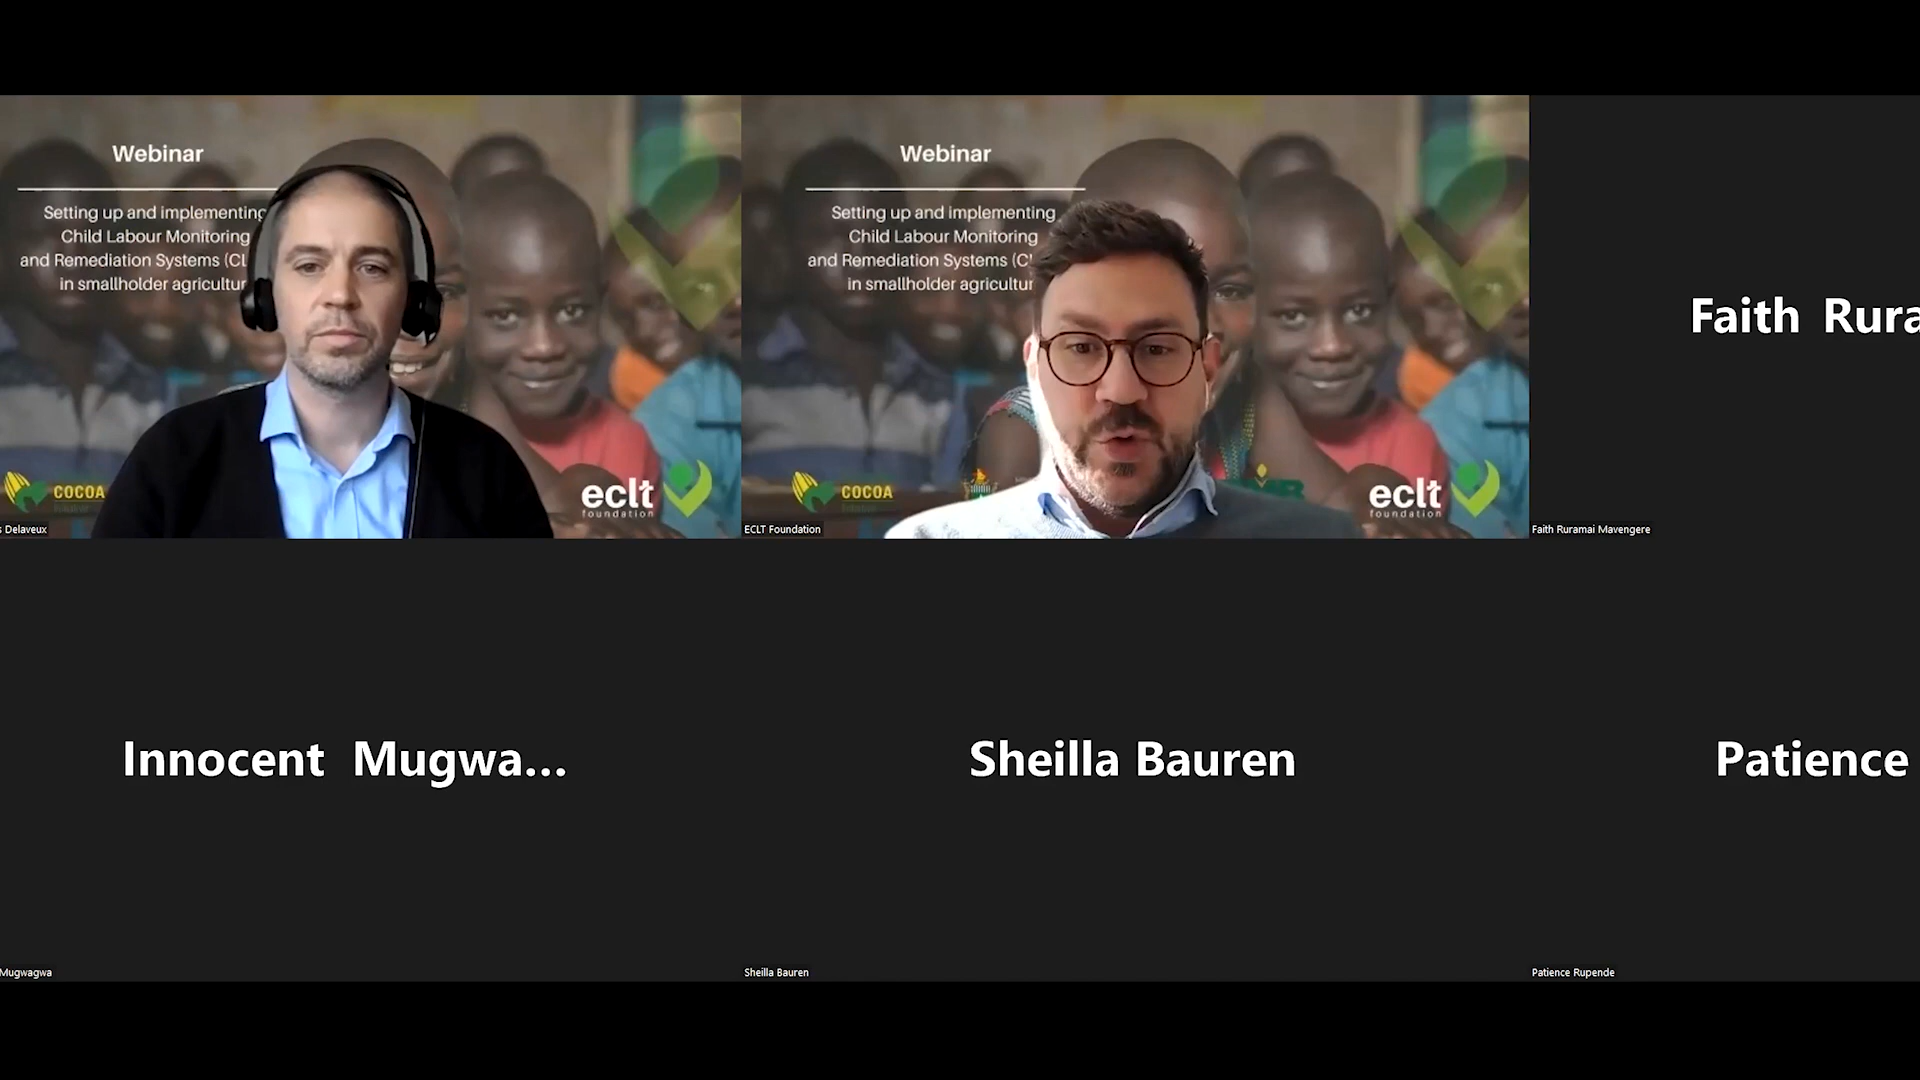 Webinar
Setting up and implementing
Child Labour Monitoring
and Remediation Systems (CL
in smallholder agricultur
COCOA
eclt
foundation
s Delaveux
Webinar
Setting up and implementing
Child Labour Monitoring
and Remediation Systems (C
in smallholder agricultur
COCOA
eclt
foundation
ECLT Foundation
Faith Rura
Faith Ruramai Mavengere
Innocent Mugwa...
Mugwagwa
Sheilla Bauren
Sheilla Bauren
Patience
Patience Rupende